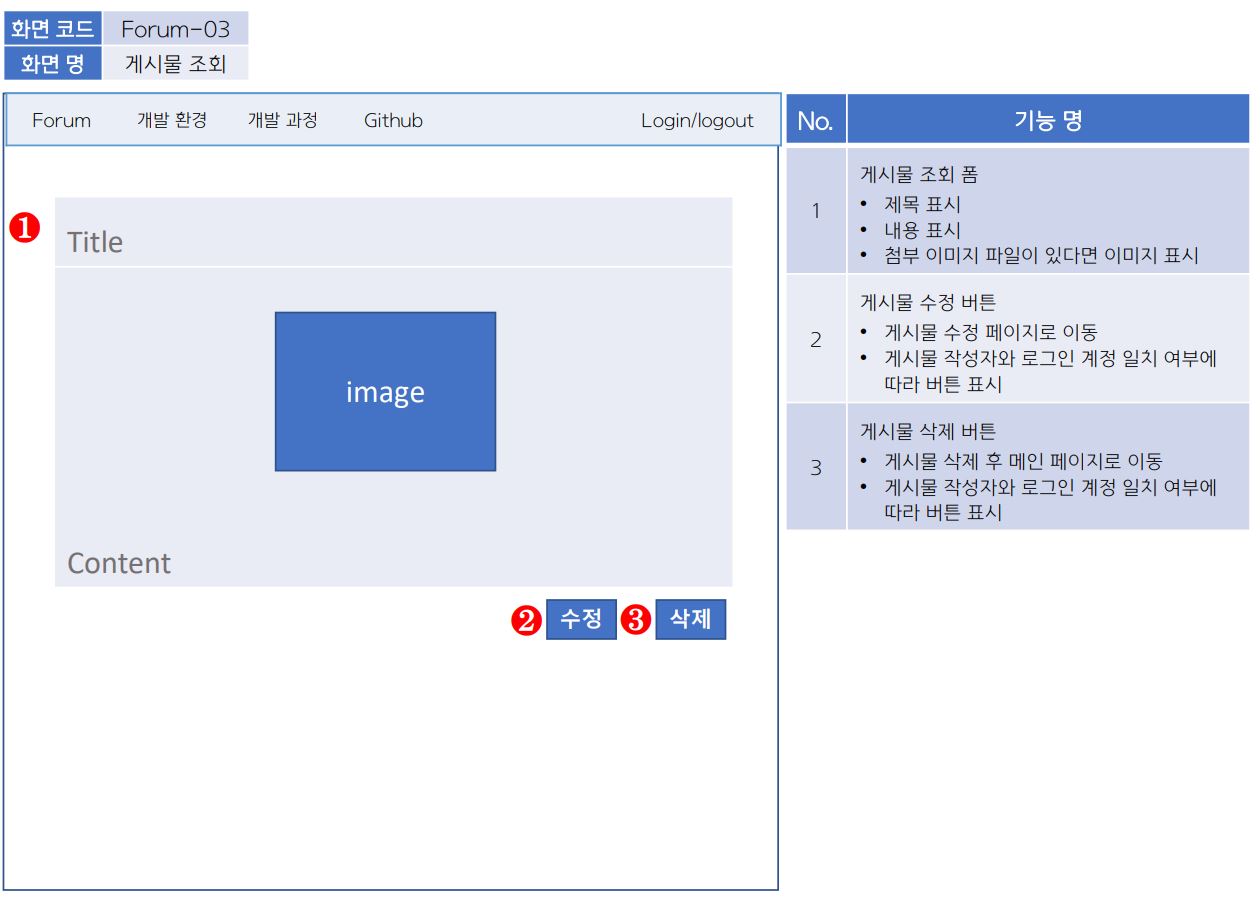 화면 코드 Forum-03
화면 명 게시물 조회
Forum 개발 환경 개발 과정 Github Login/logout
❶
Title
image
Content
❷ 수정 ❸ 삭제
No. 기능 명
1
게시물 조회 폼
• 제목 표시
• 내용 표시
• 첨부 이미지 파일이 있다면 이미지 표시
2
게시물 수정 버튼
• 게시물 수정 페이지로 이동
• 게시물 작성자와 로그인 계정 일치 여부에
따라 버튼 표시
3
게시물 삭제 버튼
• 게시물 삭제 후 메인 페이지로 이동
• 게시물 작성자와 로그인 계정 일치 여부에
따라 버튼 표시